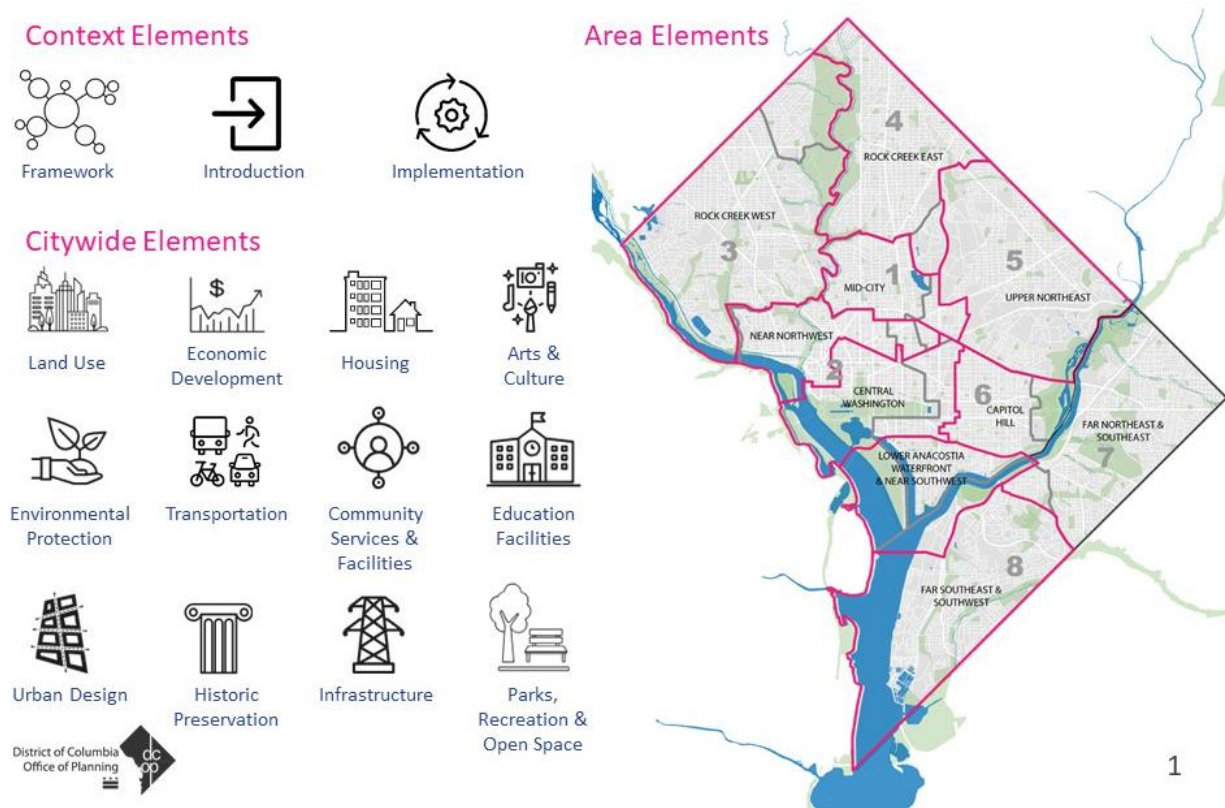 Context Elements
Framework
Introduction
Implementation
Citywide Elements
$
Land Use
Economic
Development
Housing
Arts &
Culture
Environmental
Protection
Transportation
Community
Services &
Facilities
Education
Facilities
Urban Design
Historic
Preservation
Infrastructure
Parks,
Recreation &
Open Space
District of Columbia
Office of Planning
dc
op
Area Elements
4
ROCK CREEK EAST
ROCK CREEK WEST
3
1
MID-CITY
5
UPPER NORTHEAST
NEAR NORTHWEST
2
CENTRAL
WASHINGTON
6
CAPITOL
HILL
FAR NORTHEAST &
SOUTHEAST
7
LOWER ANACOSTIA
WATERFRONT
& NEAR SOUTHWEST
8
FAR SOUTHEAST &
SOUTHWEST
1